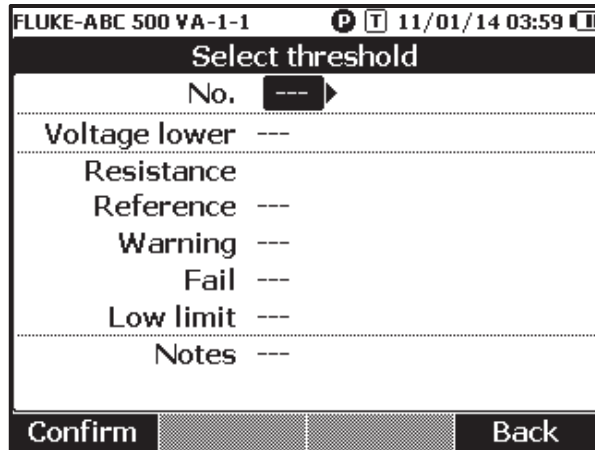 FLUKE-ABC 500 VA-1-1 P T 11/01/14 03:59
Select threshold
No. ---
Voltage lower ---
Resistance
Reference ---
Warning ---
Fail ---
Low limit ---
Notes ---
Confirm Back